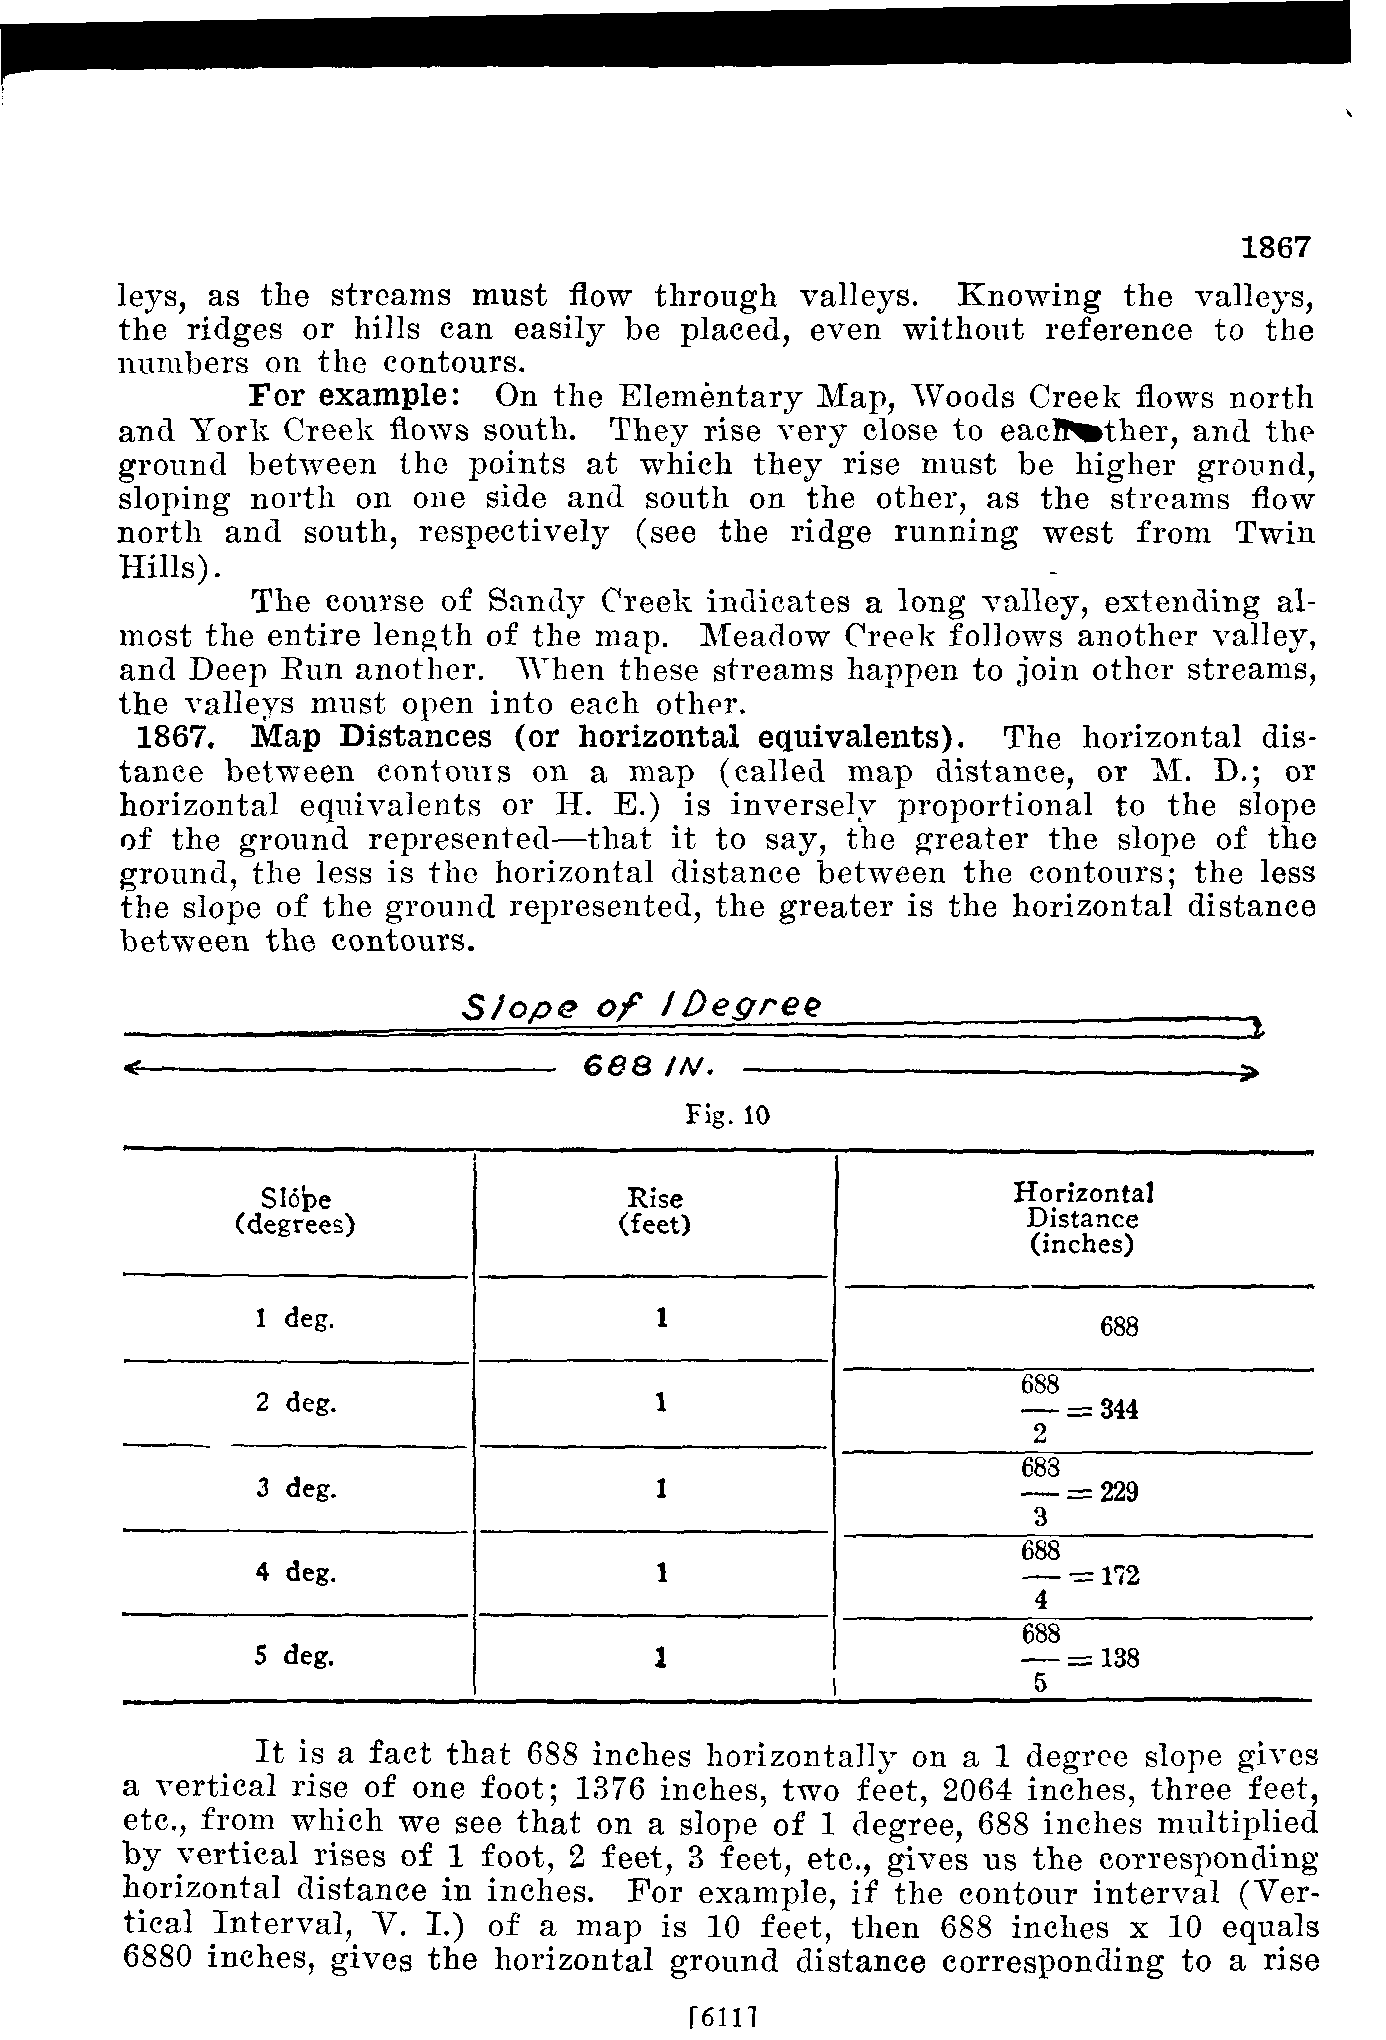 1867
leys, as the streams must flow through valleys. Knowing the valleys,
the ridges or hills can easily be placed, even without reference to the
numbers on the contours.
For example: On the Elementary Map, Woods Creek flows north
and York Creek flows south. They rise very close to each other, and the
ground between the points at which they rise must be higher ground,
sloping north on one side and south on the other, as the streams flow
north and south, respectively (see the ridge running west from Twin
Hills).
The course of Sandy Creek indicates a long valley, extending al-
most the entire length of the map. Meadow Creek follows another valley,
and Deep Run another. When these streams happen to join other streams,
the valleys must open into each other.
1867. Map Distances (or horizontal equivalents). The horizontal dis-
tance between contours on a map (called map distance, or M. D.; or
horizontal equivalents or H. E.) is inversely proportional to the slope
of the ground represented—that it to say, the greater the slope of the
ground, the less is the horizontal distance between the contours; the less
the slope of the ground represented, the greater is the horizontal distance
between the contours.
Slope of 1 Degree
688 IN.
Fig. 10
Slope (degrees) Rise (feet) Horizontal Distance (inches)
1 deg. 1 688
2 deg. 1 688/2 = 344
3 deg. 1 688/3 = 229
4 deg. 1 688/4 = 172
5 deg. 1 688/5 = 138
It is a fact that 688 inches horizontally on a 1 degree slope gives
a vertical rise of one foot; 1376 inches, two feet, 2064 inches, three feet,
etc., from which we see that on a slope of 1 degree, 688 inches multiplied
by vertical rises of 1 foot, 2 feet, 3 feet, etc., gives us the corresponding
horizontal distance in inches. For example, if the contour interval (Ver-
tical Interval, V. I.) of a map is 10 feet, then 688 inches x 10 equals
6880 inches, gives the horizontal ground distance corresponding to a rise
[611]